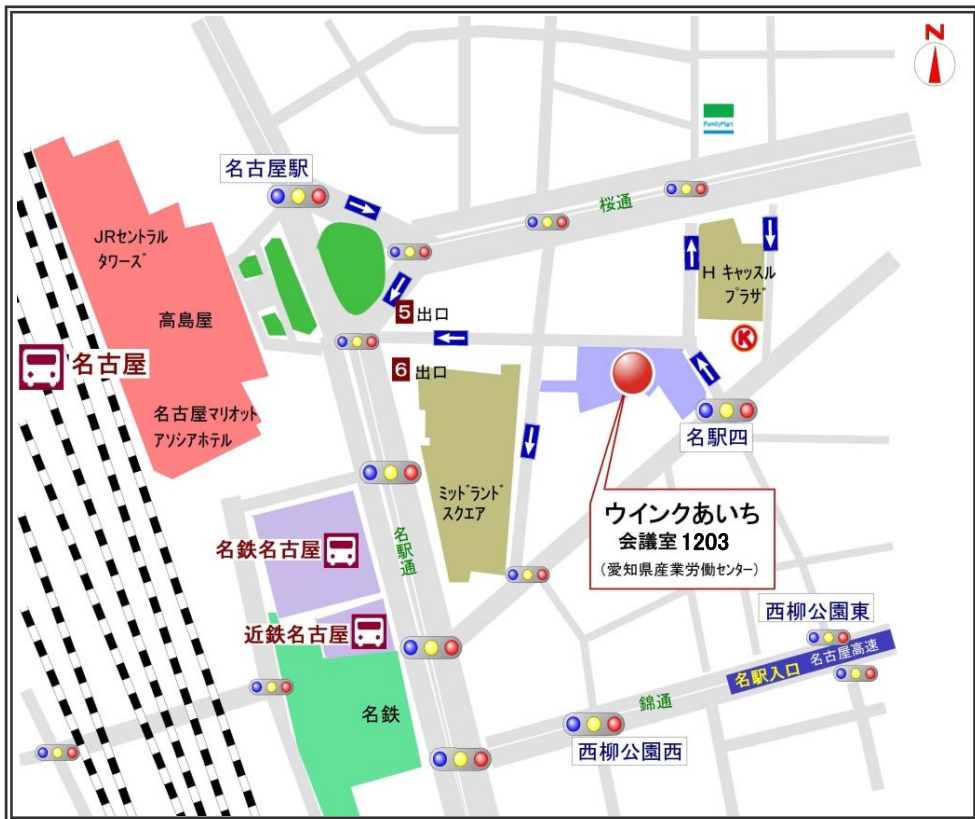 N
FamilyMart
名古屋駅
桜通
JRセントラル
タワーズ
H キャッスル
プラザ
5 出口
高島屋
K
名古屋
6 出口
名古屋マリオット
アソシアホテル
名駅四
ミッドランド
スクエア
ウインクあいち
会議室 1203
(愛知県産業労働センター)
名駅通
名鉄名古屋
近鉄名古屋
西柳公園東
名駅入口 名古屋高速
名鉄
錦通
西柳公園西